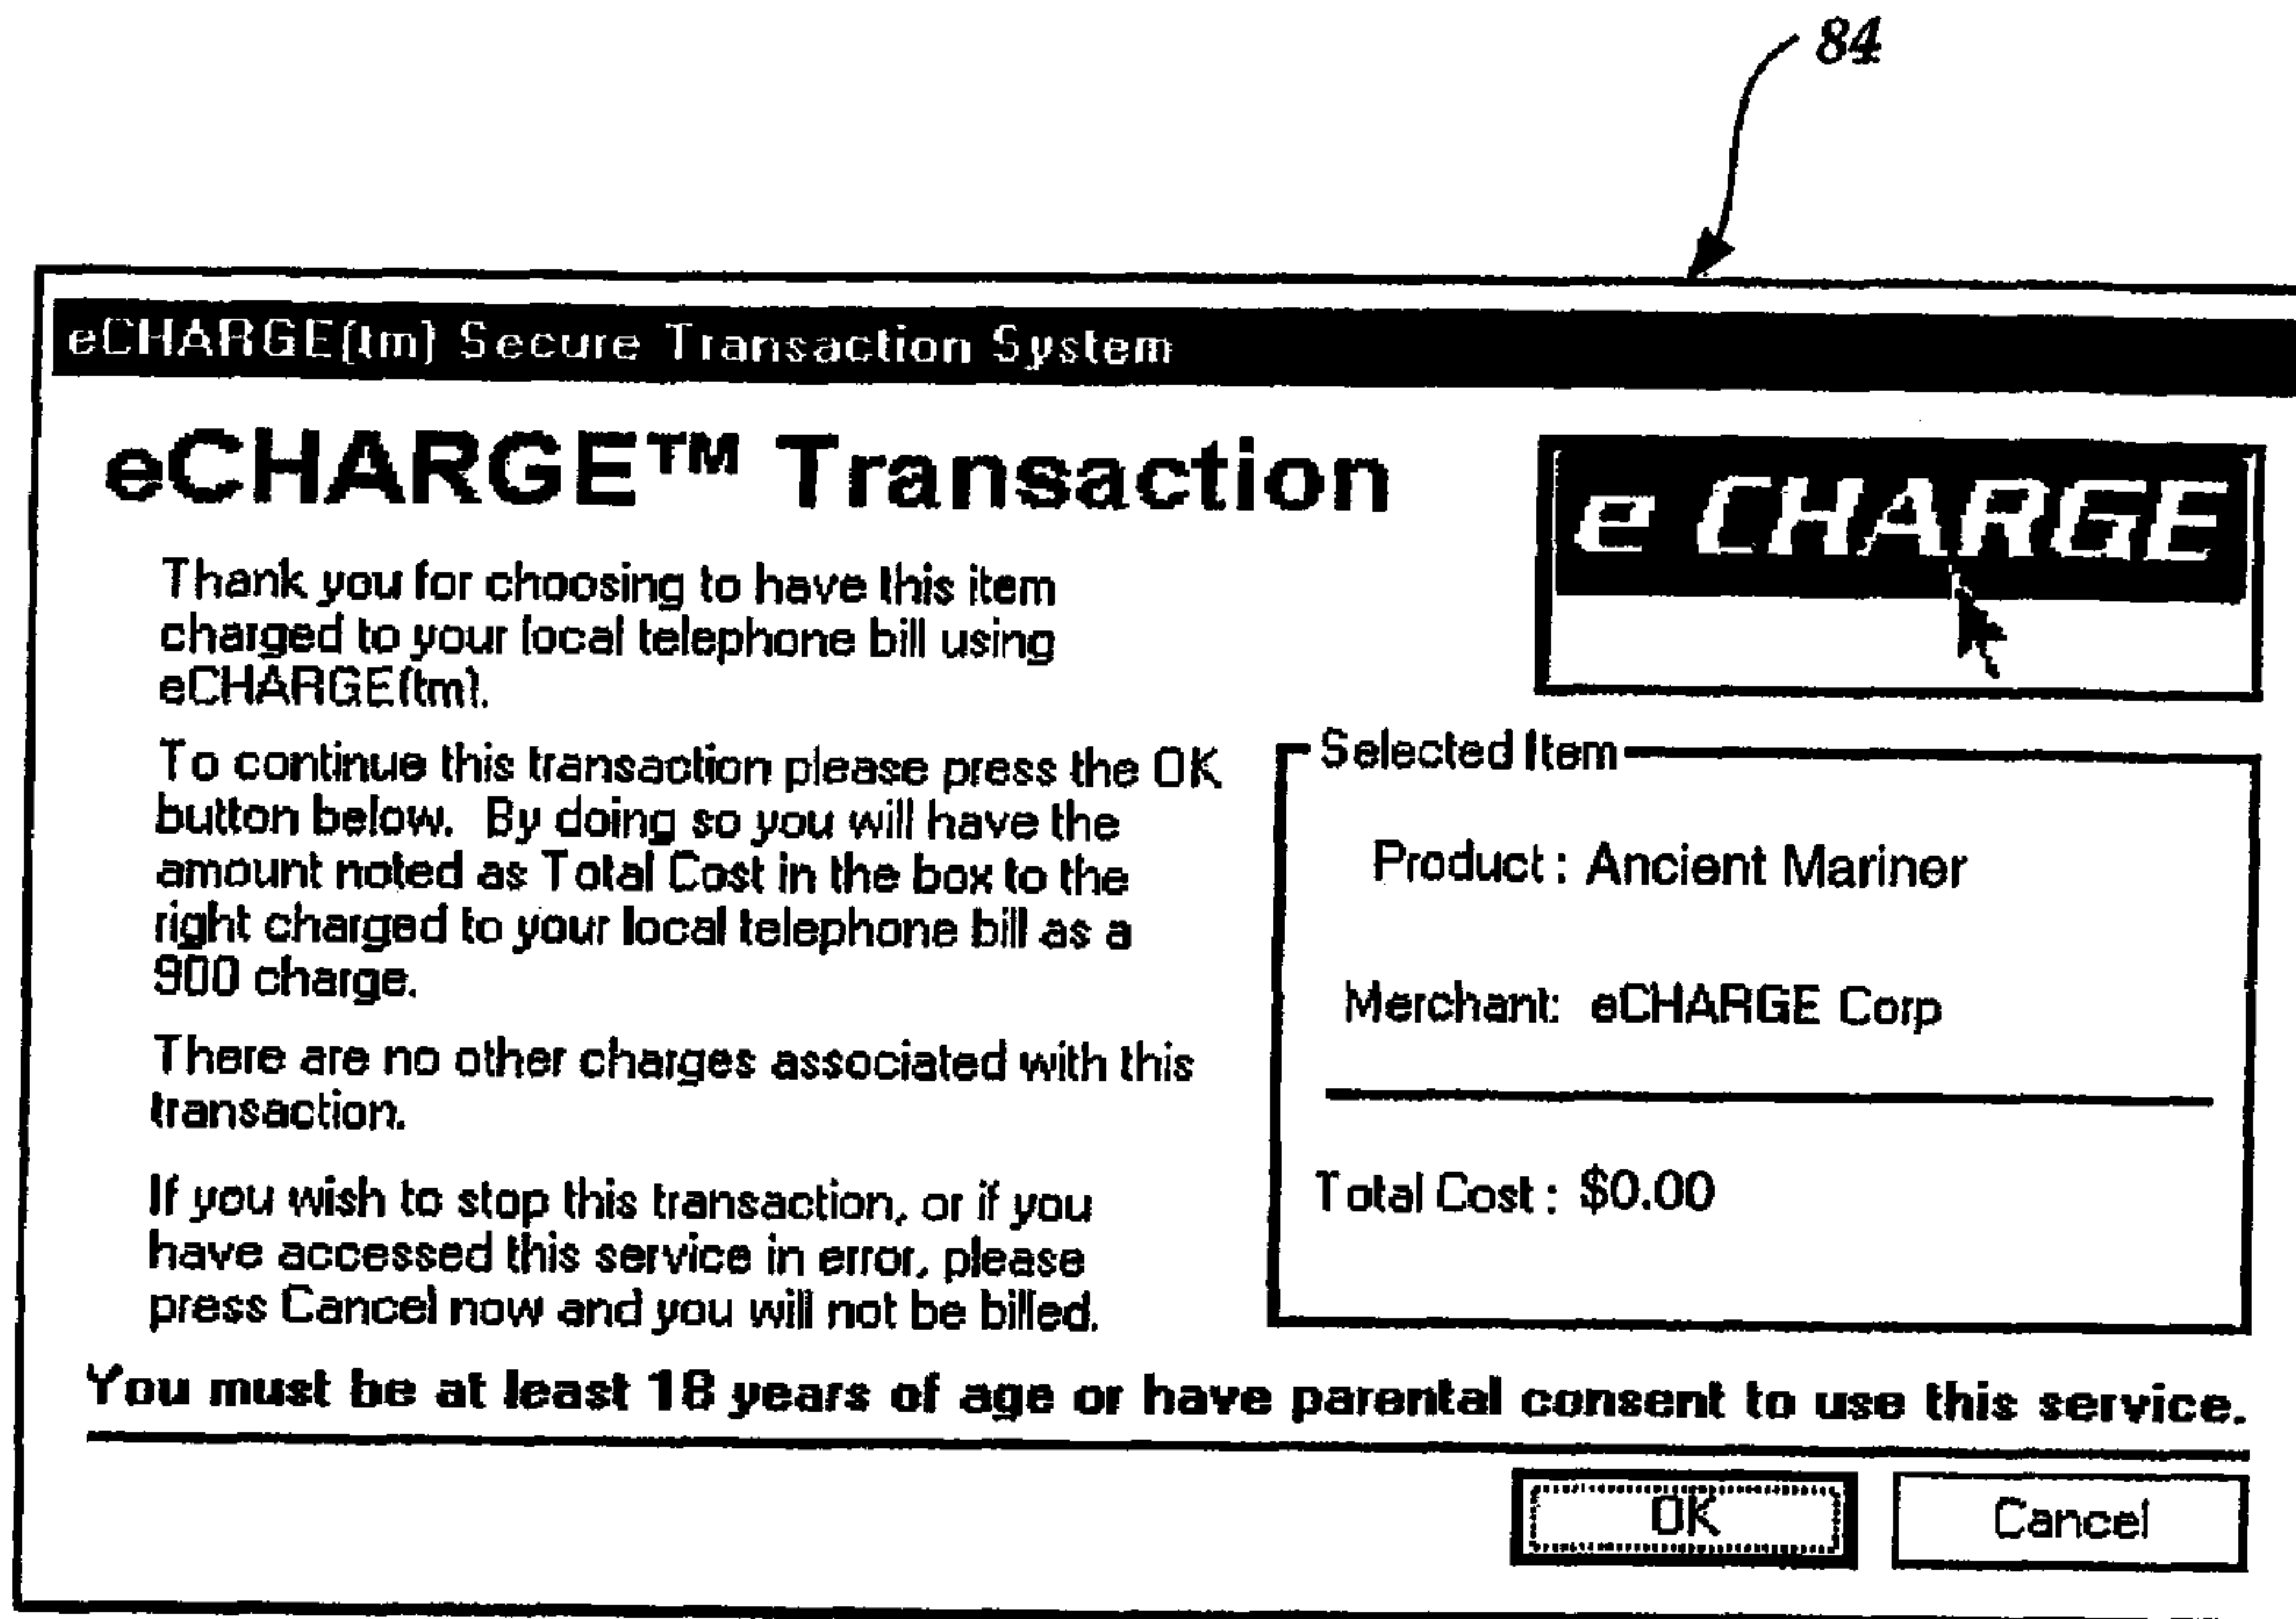 84
eCHARGE(tm) Secure Transaction System
eCHARGE™ Transaction
e CHARGE
Thank you for choosing to have this item
charged to your local telephone bill using
eCHARGE(tm).
To continue this transaction please press the OK
button below. By doing so you will have the
amount noted as Total Cost in the box to the
right charged to your local telephone bill as a
900 charge.
There are no other charges associated with this
transaction.
If you wish to stop this transaction, or if you
have accessed this service in error, please
press Cancel now and you will not be billed.
Selected Item
Product: Ancient Mariner
Merchant: eCHARGE Corp
Total Cost: $0.00
You must be at least 18 years of age or have parental consent to use this service.
OK
Cancel